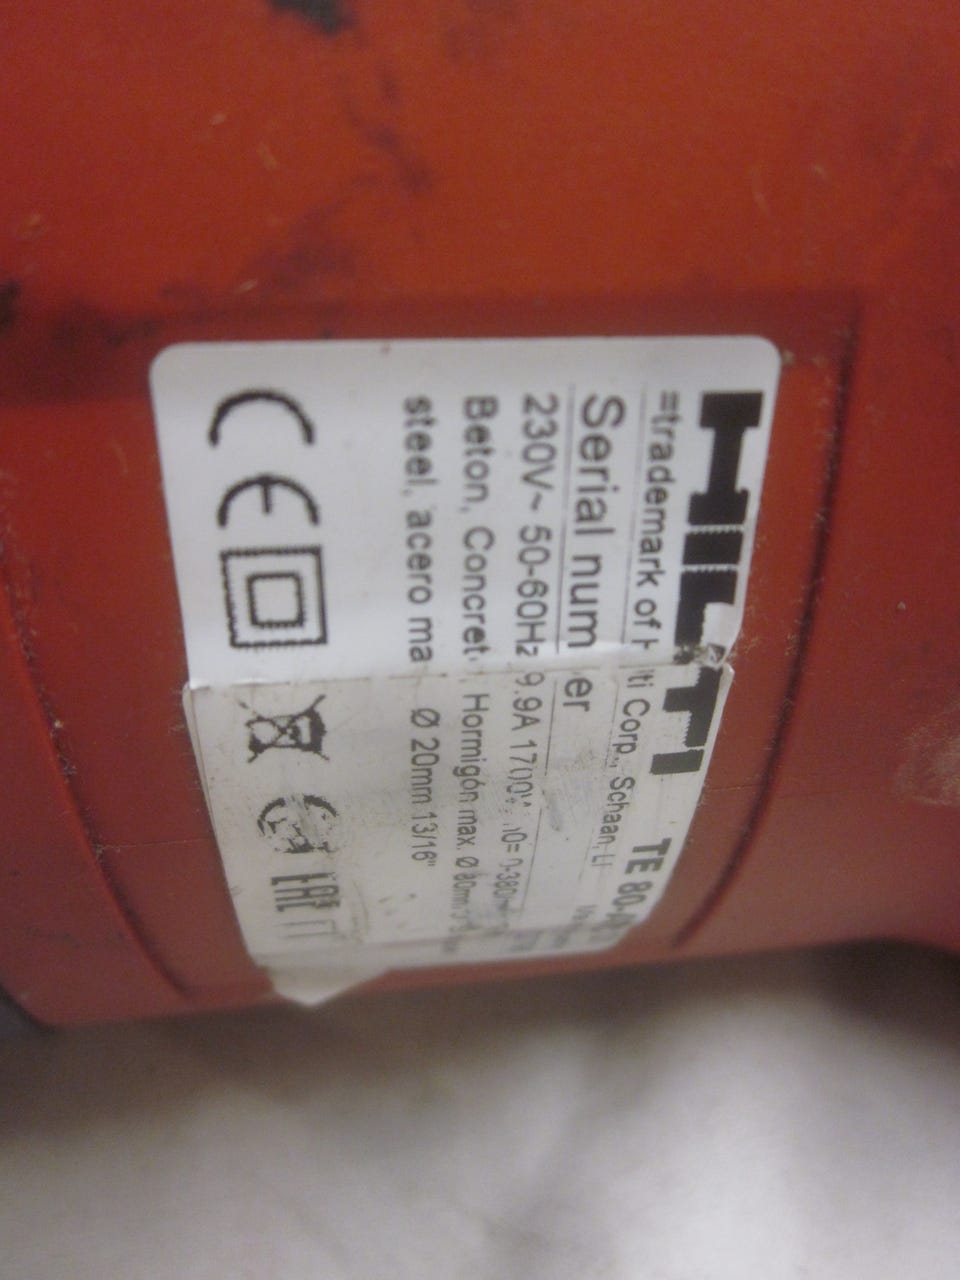 HILTI TE 80-
=trademark of Hilti Corp., Schaan, LI
Serial number
230V~ 50-60Hz 9.9A 1700W
Beton, Concrete, Hormigón max. Ø 80mm
steel, acero ma Ø 20mm 13/16"
CE EAC